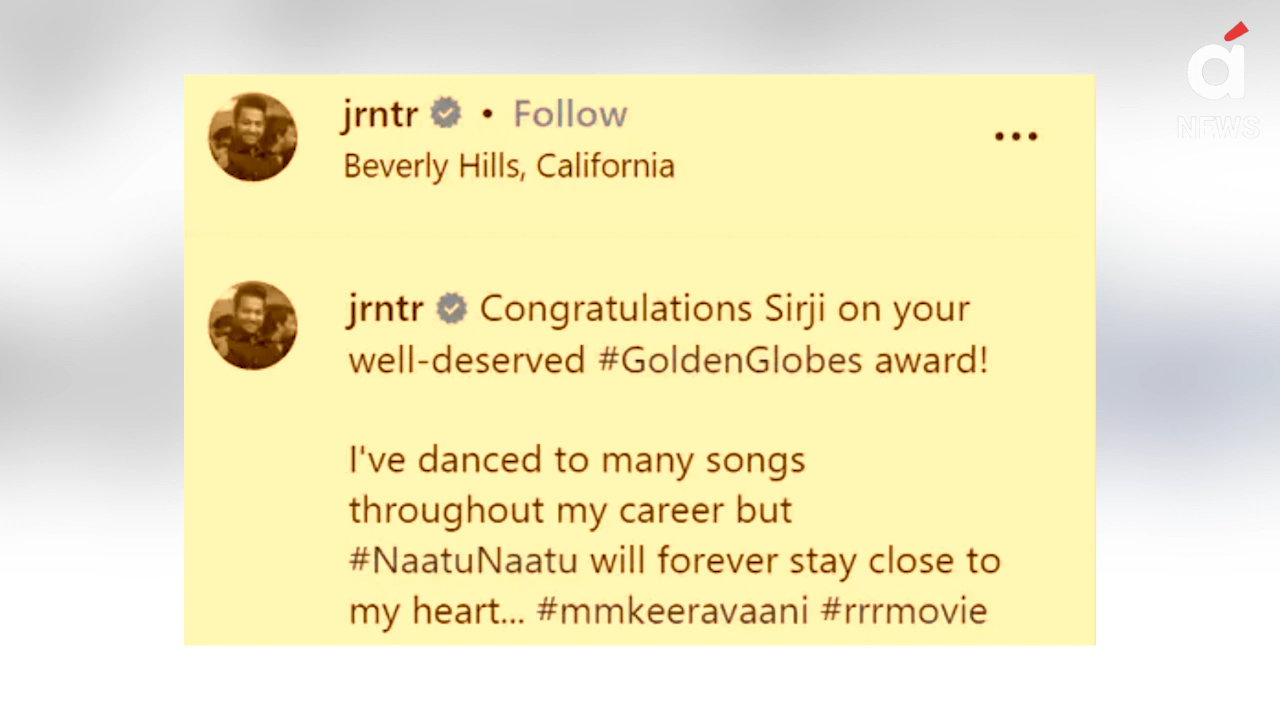 á
NEWS
jrntr • Follow
Beverly Hills, California
jrntr Congratulations Sirji on your
well-deserved #GoldenGlobes award!
I've danced to many songs
throughout my career but
#NaatuNaatu will forever stay close to
my heart... #mmkeeravaani #rrrmovie